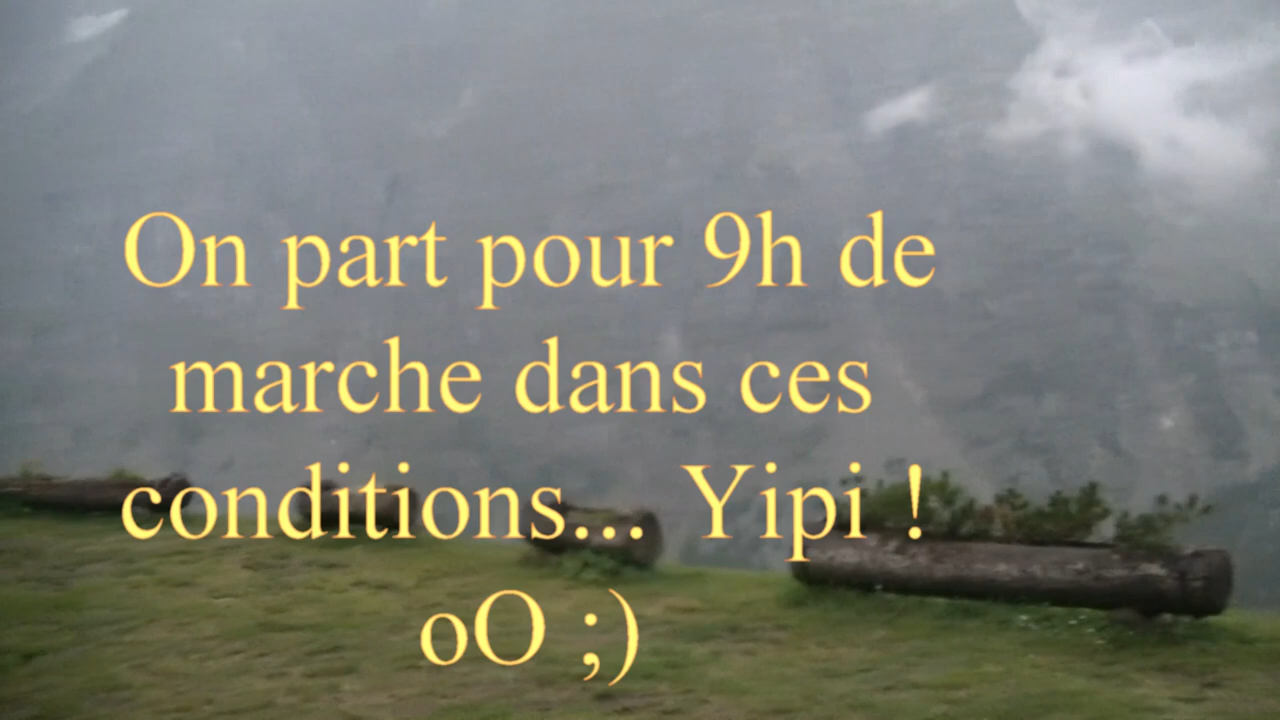 On part pour 9h de
marche dans ces
conditions... Yipi !
oO ;)